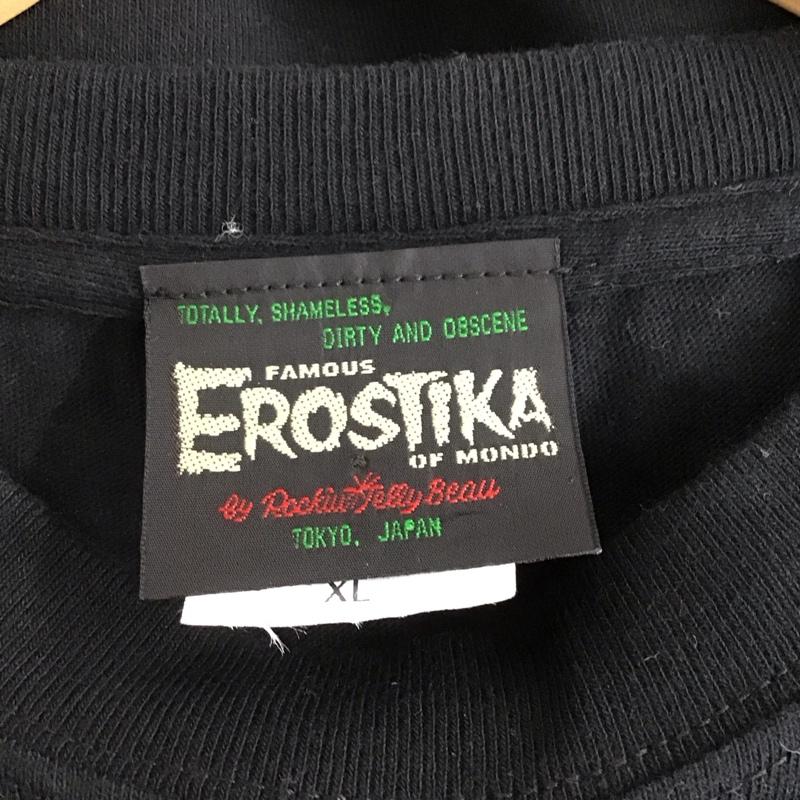 TOTALLY, SHAMELESS,
DIRTY AND OBSCENE
FAMOUS
EROSTIKA
OF MONDO
by Rockin' Jelly Bean
TOKYO, JAPAN
XL